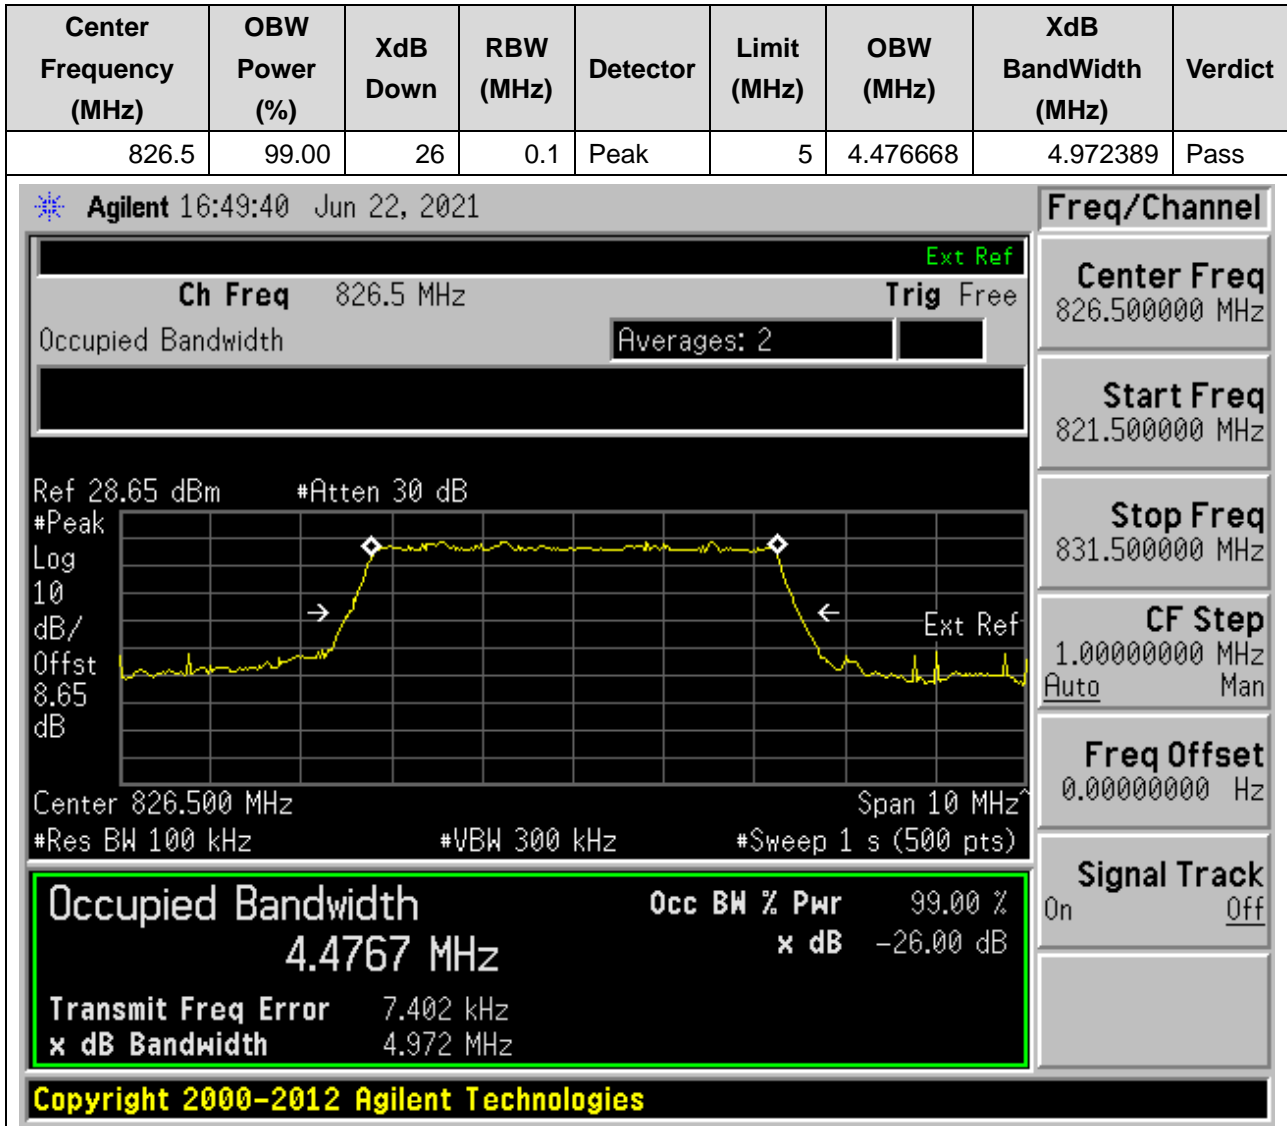 Center Frequency (MHz) OBW Power (%) XdB Down RBW (MHz) Detector Limit (MHz) OBW (MHz) XdB BandWidth (MHz) Verdict
826.5 99.00 26 0.1 Peak 5 4.476668 4.972389 Pass
Agilent 16:49:40 Jun 22, 2021
Freq/Channel
Ext Ref
Ch Freq 826.5 MHz Trig Free
Occupied Bandwidth Averages: 2
Center Freq
826.500000 MHz
Start Freq
821.500000 MHz
Stop Freq
831.500000 MHz
CF Step
1.00000000 MHz
Auto Man
Freq Offset
0.00000000 Hz
Signal Track
On Off
Ref 28.65 dBm #Atten 30 dB
#Peak
Log
10
dB/
Offst
8.65
dB
Ext Ref
Center 826.500 MHz Span 10 MHz^
#Res BW 100 kHz #VBW 300 kHz #Sweep 1 s (500 pts)
Occupied Bandwidth Occ BW % Pwr 99.00 %
4.4767 MHz x dB -26.00 dB
Transmit Freq Error 7.402 kHz
x dB Bandwidth 4.972 MHz
Copyright 2000-2012 Agilent Technologies